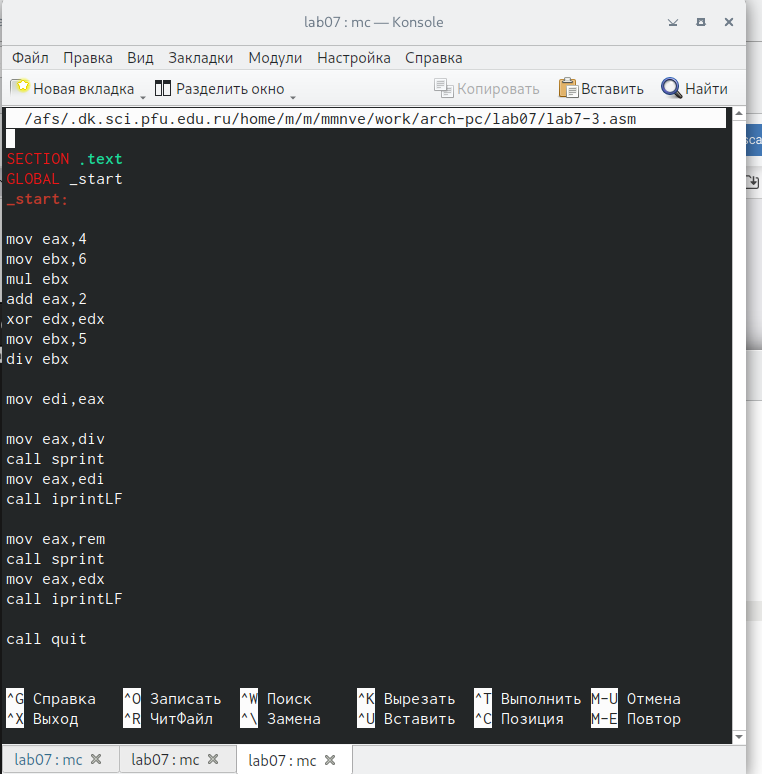 lab07 : mc — Konsole
Файл Правка Вид Закладки Модули Настройка Справка
Новая вкладка Разделить окно Копировать Вставить Найти
/afs/.dk.sci.pfu.edu.ru/home/m/m/mmnve/work/arch-pc/lab07/lab7-3.asm
SECTION .text
GLOBAL _start
_start:
mov eax,4
mov ebx,6
mul ebx
add eax,2
xor edx,edx
mov ebx,5
div ebx
mov edi,eax
mov eax,div
call sprint
mov eax,edi
call iprintLF
mov eax,rem
call sprint
mov eax,edx
call iprintLF
call quit
^G Справка ^O Записать ^W Поиск ^K Вырезать ^T Выполнить M-U Отмена
^X Выход ^R ЧитФайл ^\ Замена ^U Вставить ^C Позиция M-E Повтор
lab07 : mc lab07 : mc lab07 : mc